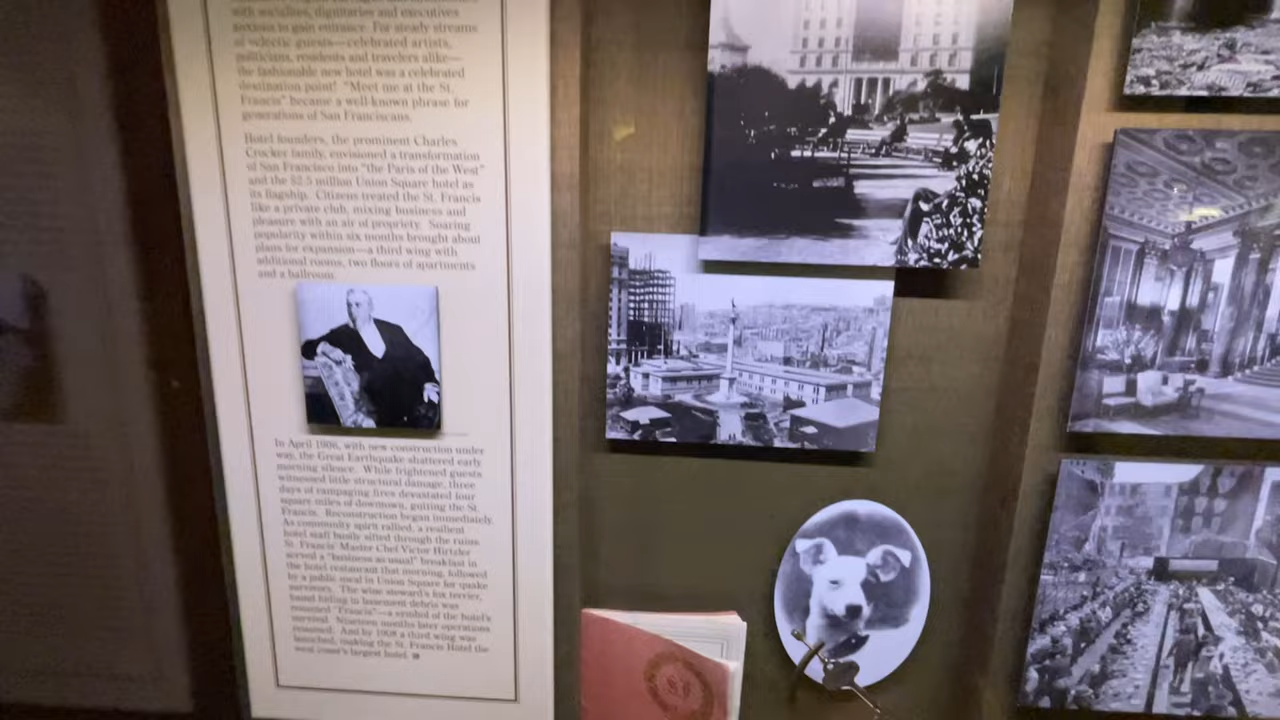 with socialites, dignitaries and executives
anxious to gain entrance. For steady streams
of eclectic guests—celebrated artists,
politicians, residents and travelers alike—
the fashionable new hotel was a celebrated
destination point! "Meet me at the St.
Francis" became a well-known phrase for
generations of San Franciscans.
Hotel founders, the prominent Charles
Crocker family, envisioned a transformation
of San Francisco into "the Paris of the West"
and the $2.5 million Union Square hotel as
its flagship. Citizens treated the St. Francis
like a private club, mixing business and
pleasure with an air of propriety. Soaring
popularity within six months brought about
plans for expansion—a third wing with
additional rooms, two floors of apartments
and a ballroom.
In April 1906, with new construction under
way, the Great Earthquake shattered early
morning silence. While frightened guests
witnessed little structural damage, three
days of rampaging fires devastated four
square miles of downtown, gutting the St.
Francis. Reconstruction began immediately.
As community spirit rallied, a resilient
hotel staff busily sifted through the ruins.
St. Francis' Master Chef Victor Hirtzler
served a "business as usual" breakfast in
the hotel restaurant that morning, followed
by a public meal in Union Square for quake
survivors. The wine steward's fox terrier,
found hiding in basement debris was
renamed "Francis"—a symbol of the hotel's
survival. Nineteen months later operations
resumed. And by 1908 a third wing was
launched, making the St. Francis Hotel the
west coast's largest hotel.